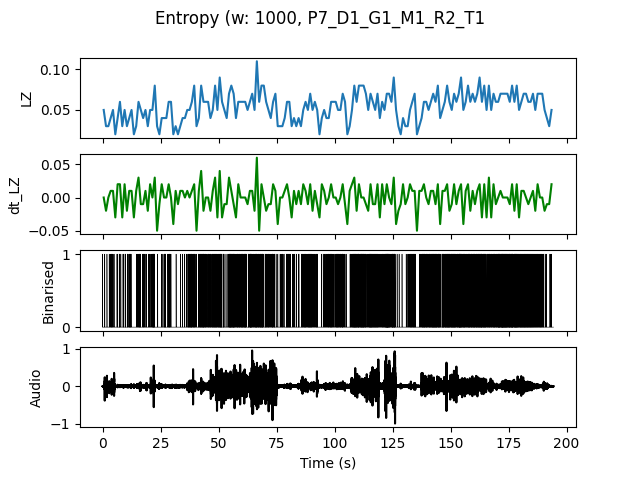 Entropy (w: 1000, P7_D1_G1_M1_R2_T1
0.10
0.05
LZ
0.05
0.00
−0.05
dt_LZ
1
0
Binarised
1
0
−1
Audio
0 25 50 75 100 125 150 175 200
Time (s)